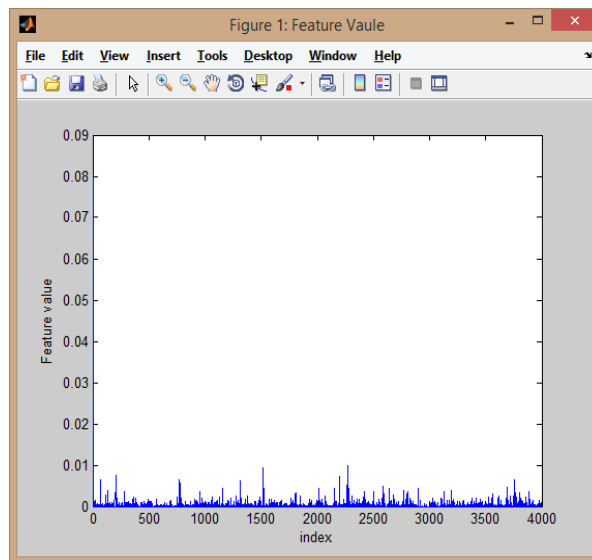 Figure 1: Feature Vaule
File Edit View Insert Tools Desktop Window Help
0.09
0.08
0.07
0.06
0.05
0.04
0.03
0.02
0.01
0
Feature value
0 500 1000 1500 2000 2500 3000 3500 4000
index